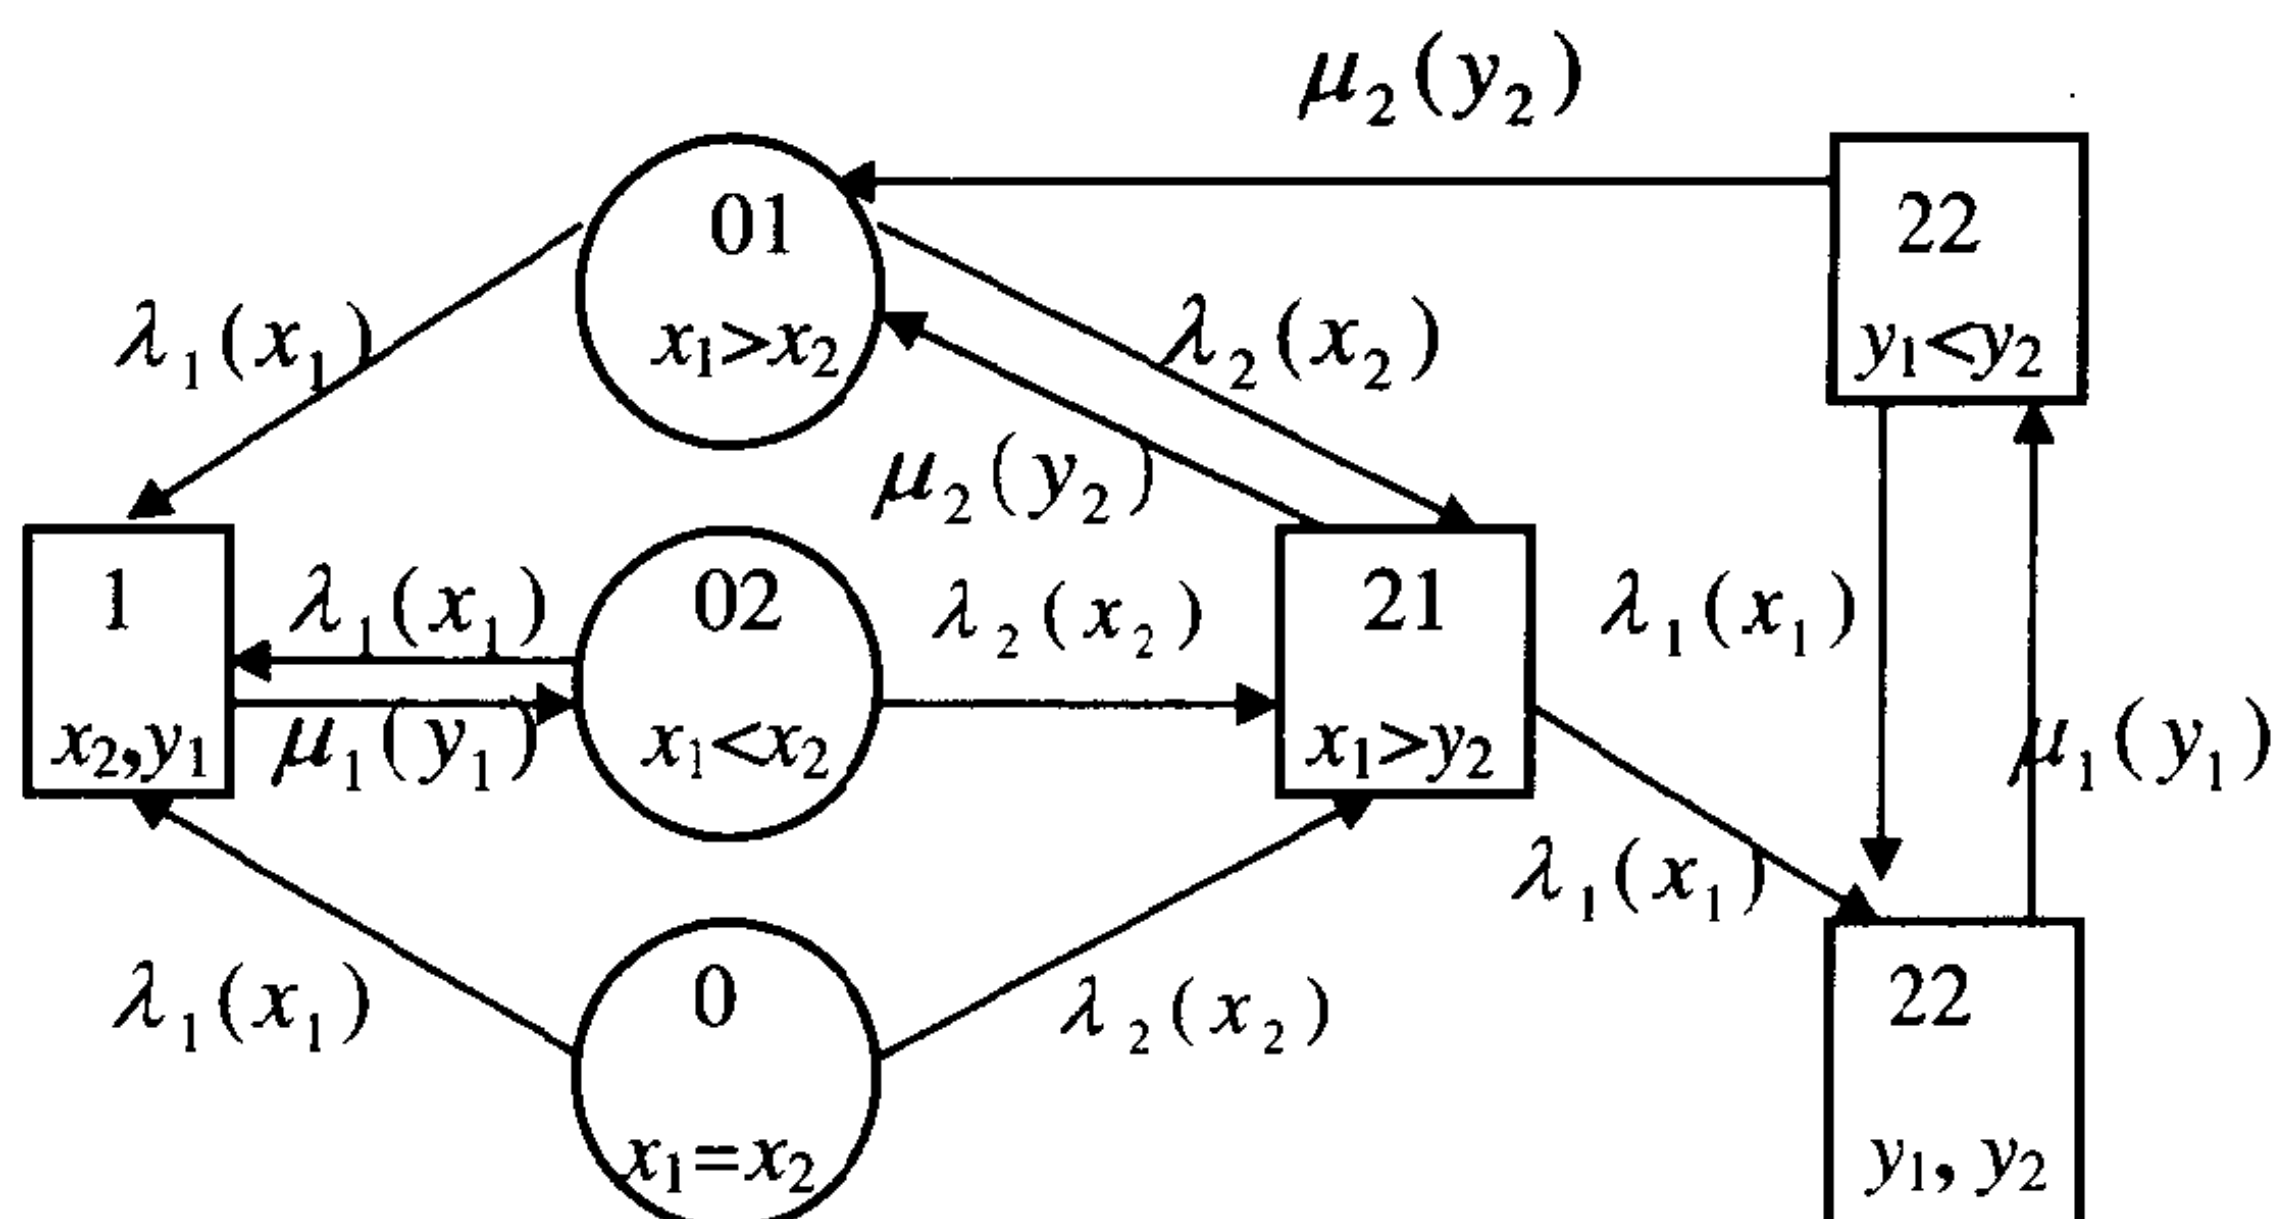 μ₂(y₂)
01
x₁>x₂
22
y₁<y₂
λ₁(x₁)
λ₂(x₂)
μ₂(y₂)
1
x₂,y₁
λ₁(x₁)
μ₁(y₁)
02
x₁<x₂
λ₂(x₂)
21
x₁>y₂
λ₁(x₁)
μ₁(y₁)
λ₁(x₁)
λ₁(x₁)
0
x₁=x₂
λ₂(x₂)
22
y₁, y₂